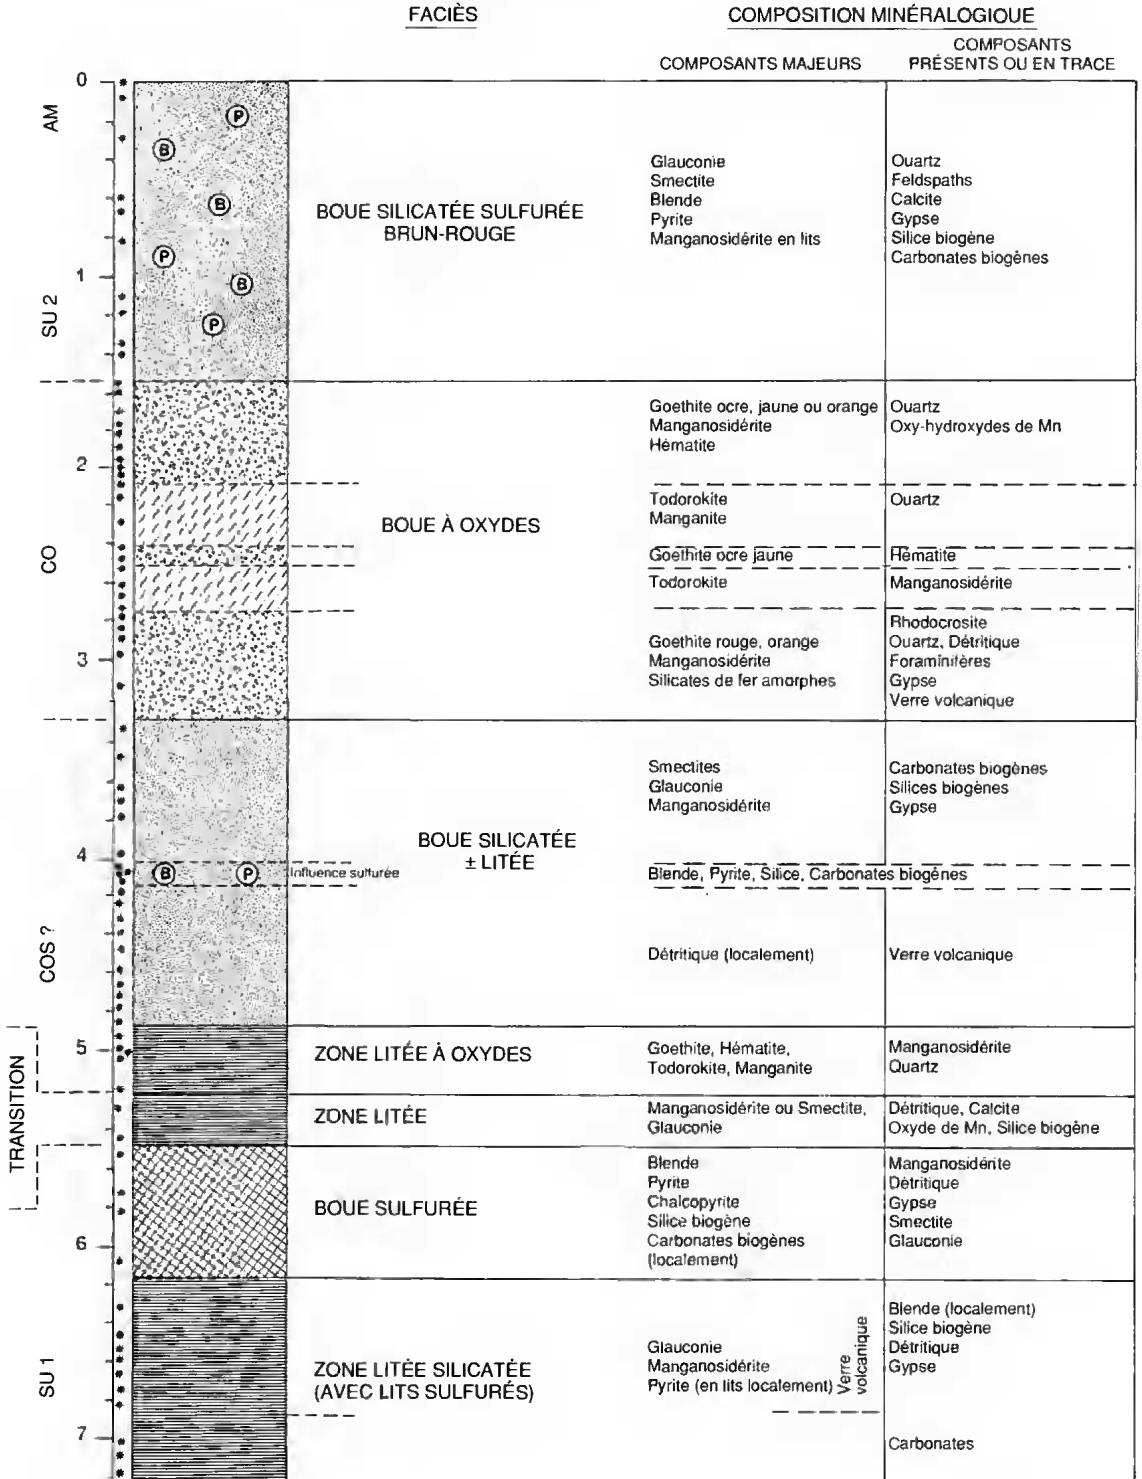 FACIÈS
COMPOSITION MINÉRALOGIQUE
COMPOSANTS MAJEURS
COMPOSANTS
PRÉSENTS OU EN TRACE
0
AM
P
B
B
P
B
P
1
SU 2
BOUE SILICATÉE SULFURÉE
BRUN-ROUGE
Glauconie
Smectite
Blende
Pyrite
Manganosidérite en lits
Quartz
Feldspaths
Calcite
Gypse
Silice biogène
Carbonates biogènes
2
CO
3
BOUE À OXYDES
Goethite ocre, jaune ou orange
Manganosidérite
Hématite
Quartz
Oxy-hydroxydes de Mn
Todorokite
Manganite
Quartz
Goethite ocre jaune
Hématite
Todorokite
Manganosidérite
Goethite rouge, orange
Manganosidérite
Silicates de fer amorphes
Rhodocrosite
Quartz, Détritique
Foraminifères
Gypse
Verre volcanique
4
COS ?
BOUE SILICATÉE
± LITÉE
Smectites
Glauconie
Manganosidérite
Carbonates biogènes
Silices biogènes
Gypse
B
P
Influence sulfurée
Blende, Pyrite, Silice, Carbonates biogènes
Détritique (localement)
Verre volcanique
TRANSITION
5
ZONE LITÉE À OXYDES
Goethite, Hématite,
Todorokite, Manganite
Manganosidérite
Quartz
ZONE LITÉE
Manganosidérite ou Smectite,
Glauconie
Détritique, Calcite
Oxyde de Mn, Silice biogène
BOUE SULFURÉE
6
Blende
Pyrite
Chalcopyrite
Silice biogène
Carbonates biogènes
(localement)
Manganosidérite
Détritique
Gypse
Smectite
Glauconie
SU 1
7
ZONE LITÉE SILICATÉE
(AVEC LITS SULFURÉS)
Glauconie
Manganosidérite
Pyrite (en lits localement)
Verre
volcanique
Blende (localement)
Silice biogène
Détritique
Gypse
Carbonates